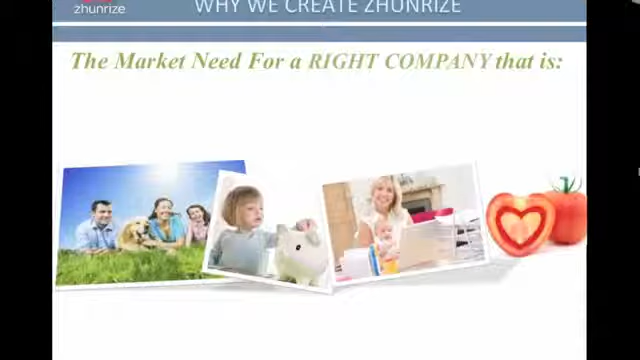 WHY WE CREATE ZHUNRIZE
zhunrize
The Market Need For a RIGHT COMPANY that is: